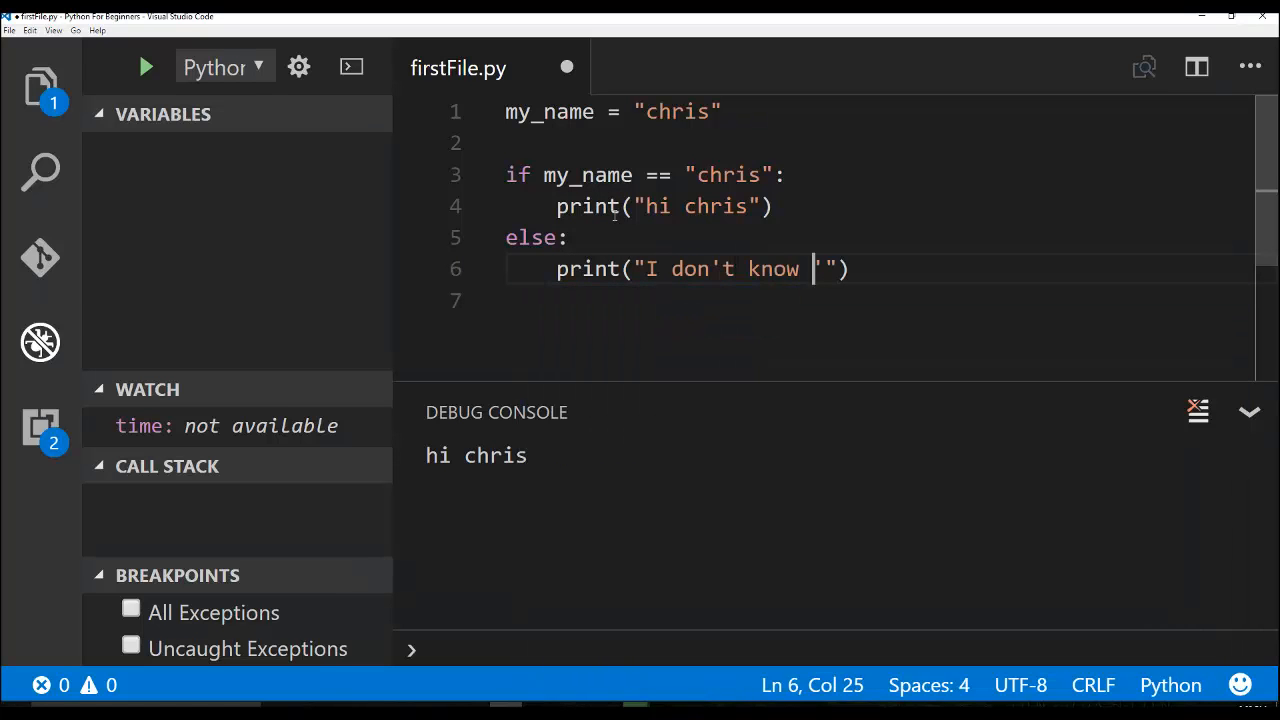 • firstFile.py - Python For Beginners - Visual Studio Code
File Edit View Go Help
1
2
Python
VARIABLES
WATCH
time: not available
CALL STACK
BREAKPOINTS
All Exceptions
Uncaught Exceptions
firstFile.py
1 my_name = "chris"
2
3 if my_name == "chris":
4 print("hi chris")
5 else:
6 print("I don't know '")
7
DEBUG CONSOLE
hi chris
›
0 0 Ln 6, Col 25 Spaces: 4 UTF-8 CRLF Python